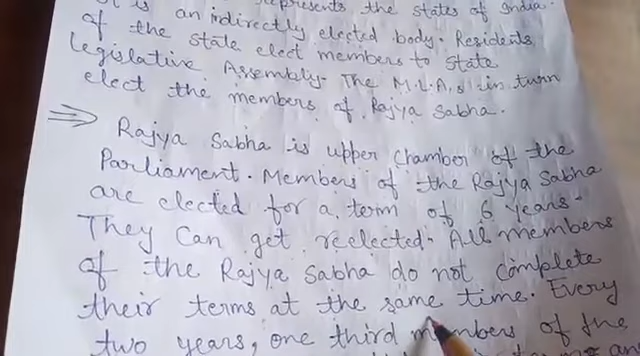 It is an indirectly elected body. Residents
represents the states of India.
of the state elect members to state
legislative Assembly. The M.L.A,s in turn
elect the members of Rajya Sabha.
⇒ Rajya Sabha is upper chamber of the
Parliament. Members of the Rajya Sabha
are elected for a term of 6 years.
They can get reelected. All members
of the Rajya Sabha do not complete
their terms at the same time. Every
two years, one third members of the